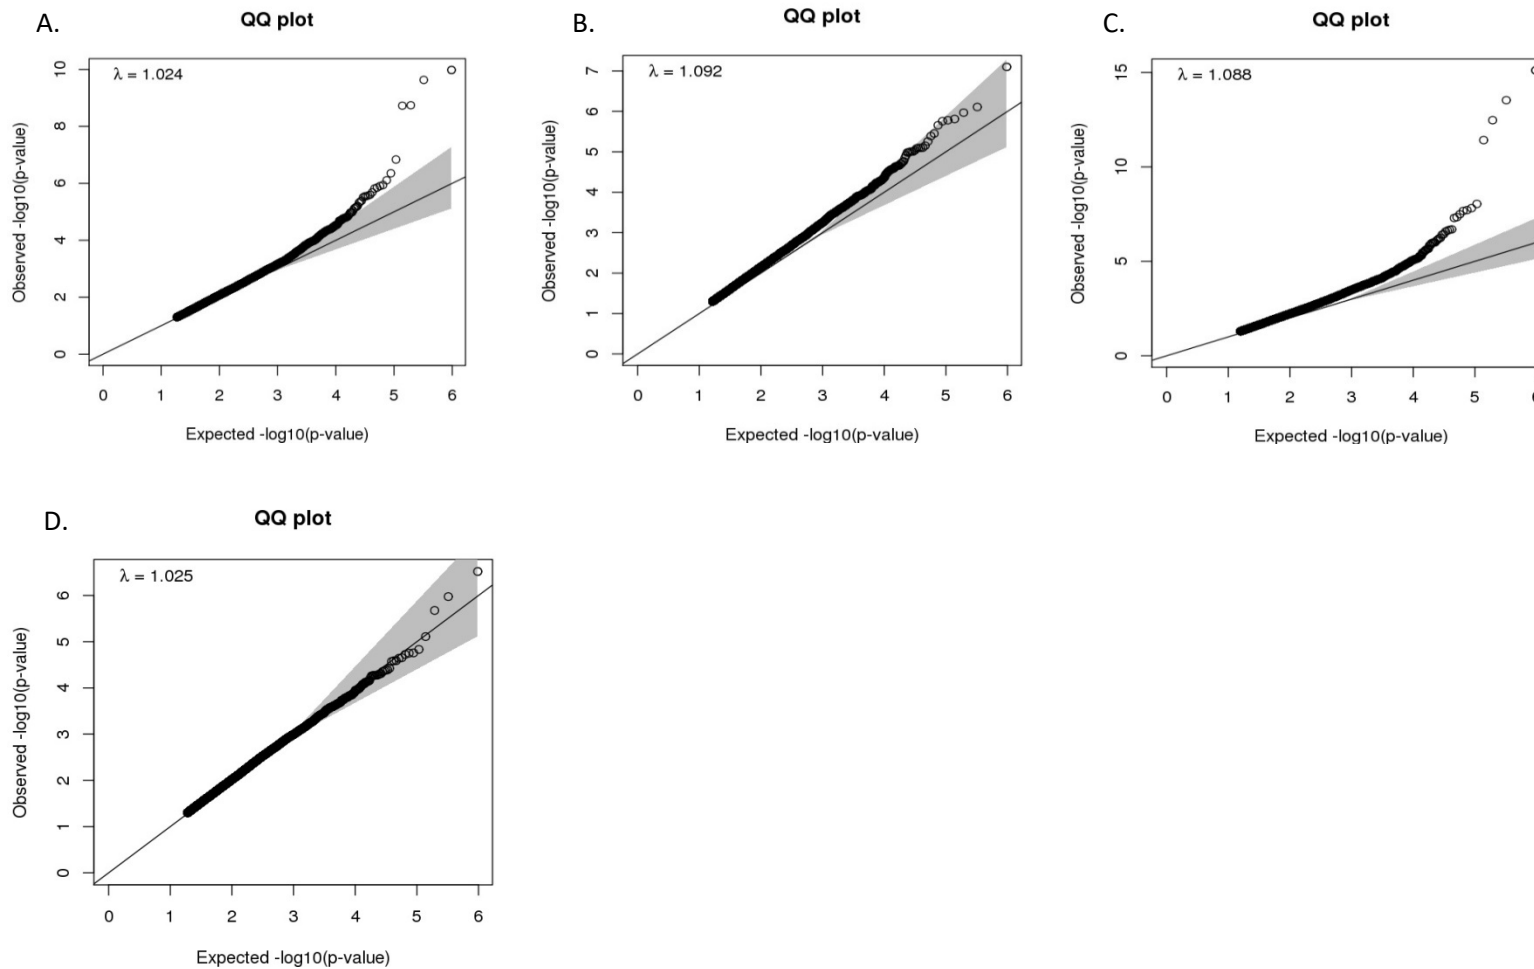 A.
QQ plot
λ = 1.024
Observed -log10(p-value)
10
8
6
4
2
0
0 1 2 3 4 5 6
Expected -log10(p-value)
B.
QQ plot
λ = 1.092
Observed -log10(p-value)
7
6
5
4
3
2
1
0
0 1 2 3 4 5 6
Expected -log10(p-value)
C.
QQ plot
λ = 1.088
Observed -log10(p-value)
15
10
5
0
0 1 2 3 4 5
Expected -log10(p-value)
D.
QQ plot
λ = 1.025
Observed -log10(p-value)
6
5
4
3
2
1
0
0 1 2 3 4 5 6
Expected -log10(p-value)